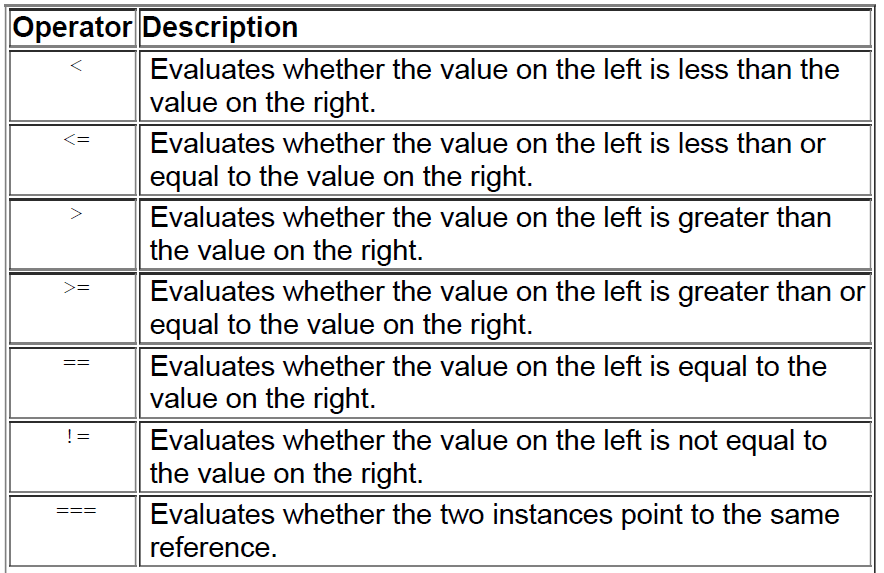 Operator Description
< Evaluates whether the value on the left is less than the
value on the right.
<= Evaluates whether the value on the left is less than or
equal to the value on the right.
> Evaluates whether the value on the left is greater than
the value on the right.
>= Evaluates whether the value on the left is greater than or
equal to the value on the right.
== Evaluates whether the value on the left is equal to the
value on the right.
!= Evaluates whether the value on the left is not equal to
the value on the right.
=== Evaluates whether the two instances point to the same
reference.